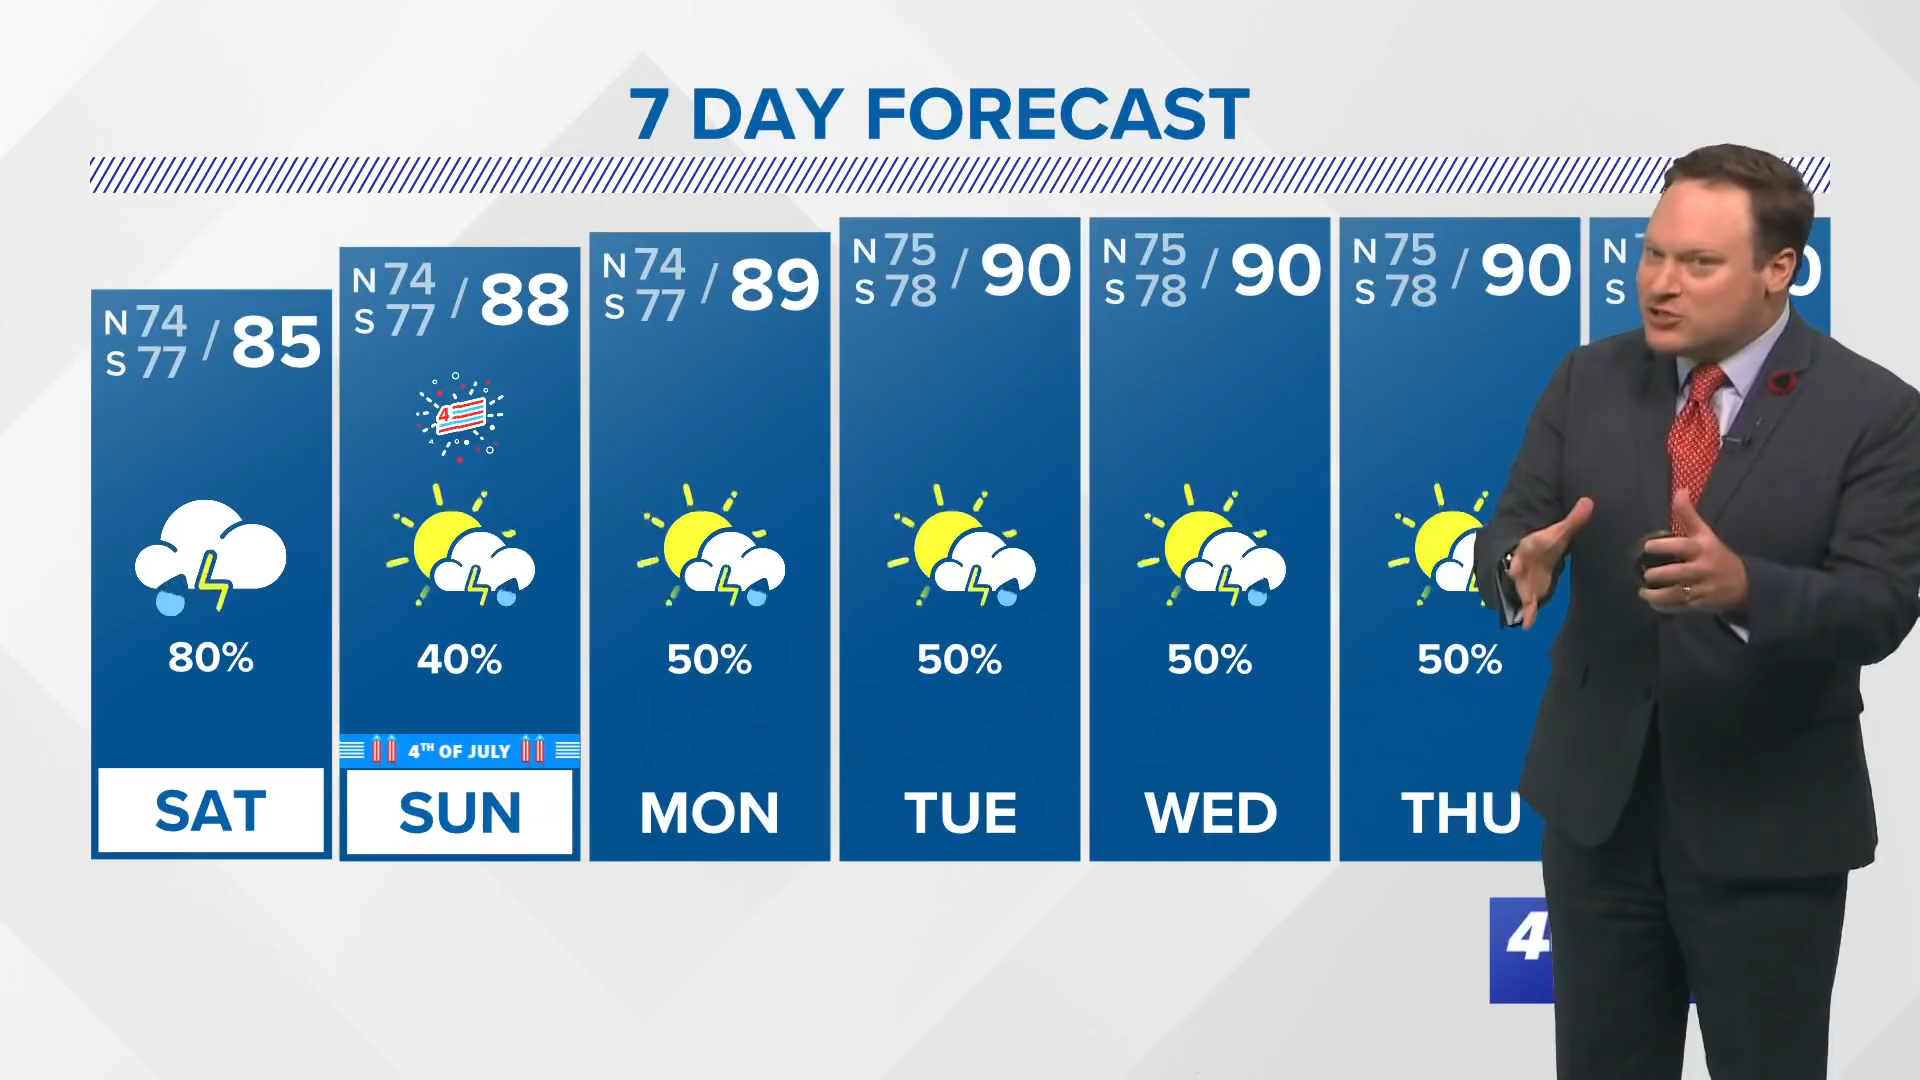 7 DAY FORECAST
N 74 / 85
S 77
80%
SAT
N 74 / 88
S 77
4
40%
4TH OF JULY
SUN
N 74 / 89
S 77
50%
MON
N 75 / 90
S 78
50%
TUE
N 75 / 90
S 78
50%
WED
N 75 / 90
S 78
50%
THU
N
S
4